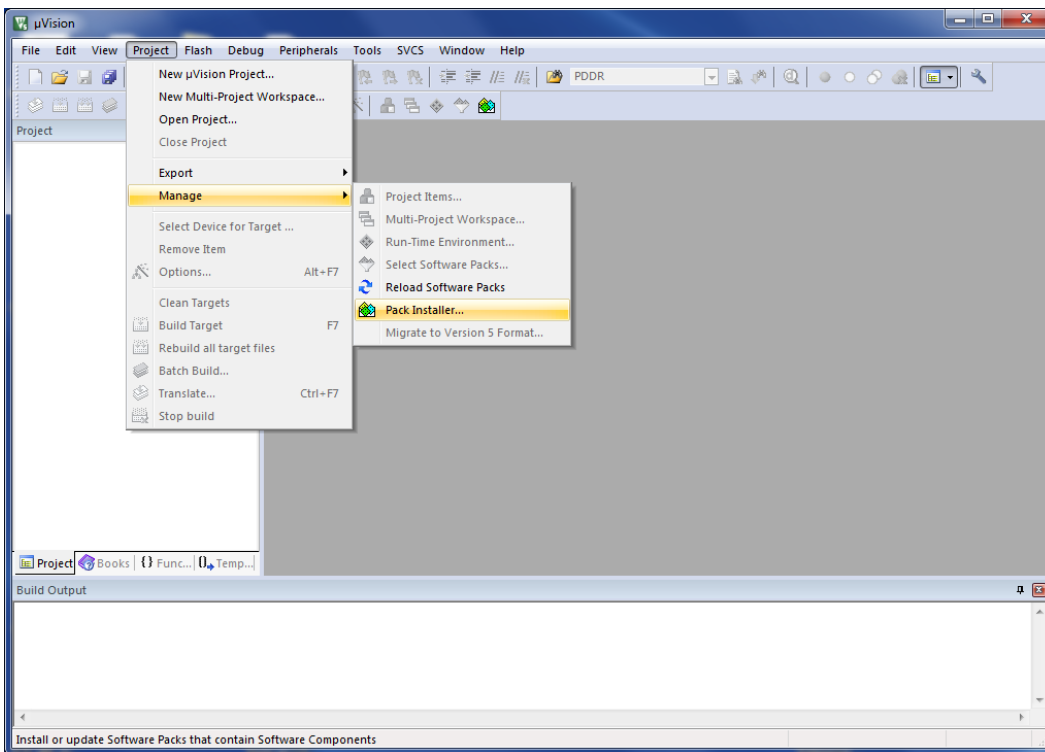 µVision
File Edit View Project Flash Debug Peripherals Tools SVCS Window Help
PDDR
Project
New µVision Project...
New Multi-Project Workspace...
Open Project...
Close Project
Export
Manage
Select Device for Target ...
Remove Item
Options... Alt+F7
Clean Targets
Build Target F7
Rebuild all target files
Batch Build...
Translate... Ctrl+F7
Stop build
Project Items...
Multi-Project Workspace...
Run-Time Environment...
Select Software Packs...
Reload Software Packs
Pack Installer...
Migrate to Version 5 Format...
Project Books {} Func... 0 Temp...
Build Output
Install or update Software Packs that contain Software Components